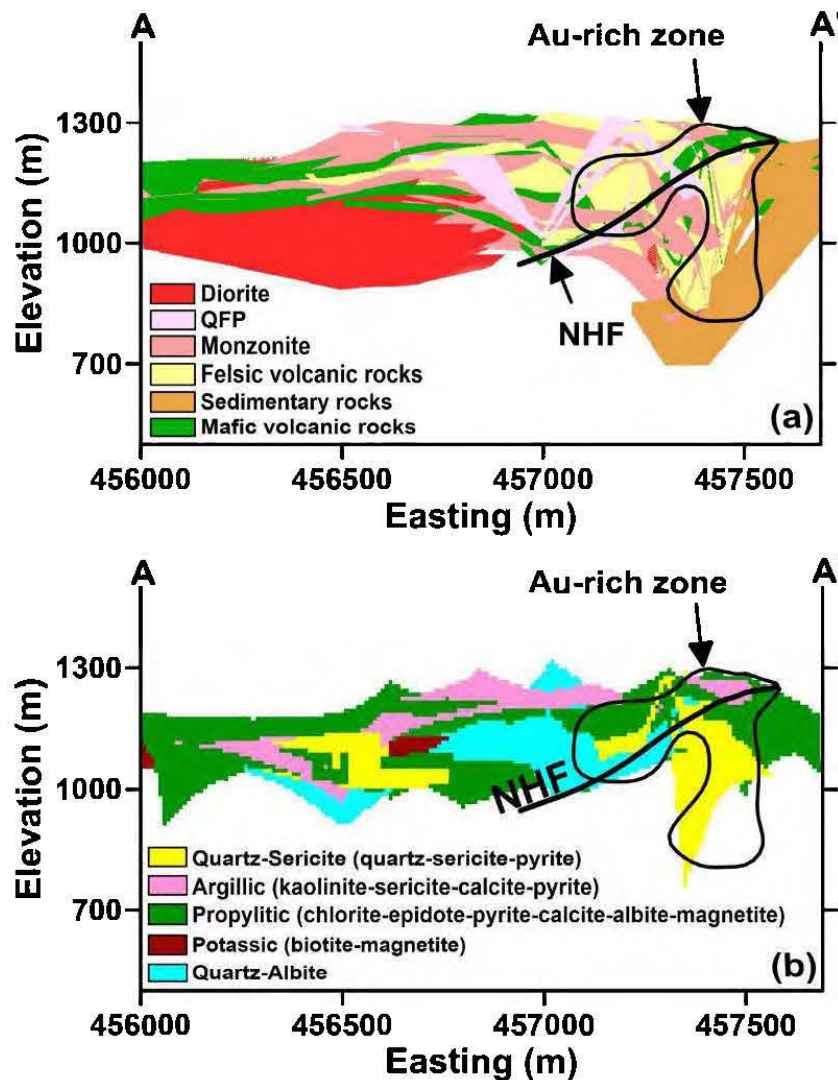 A A'
Au-rich zone
1300
1000
700
Elevation (m)
NHF
Diorite
QFP
Monzonite
Felsic volcanic rocks
Sedimentary rocks
Mafic volcanic rocks
(a)
456000 456500 457000 457500
Easting (m)
A A
Au-rich zone
1300
1000
700
Elevation (m)
NHF
Quartz-Sericite (quartz-sericite-pyrite)
Argillic (kaolinite-sericite-calcite-pyrite)
Propylitic (chlorite-epidote-pyrite-calcite-albite-magnetite)
Potassic (biotite-magnetite)
Quartz-Albite
(b)
456000 456500 457000 457500
Easting (m)